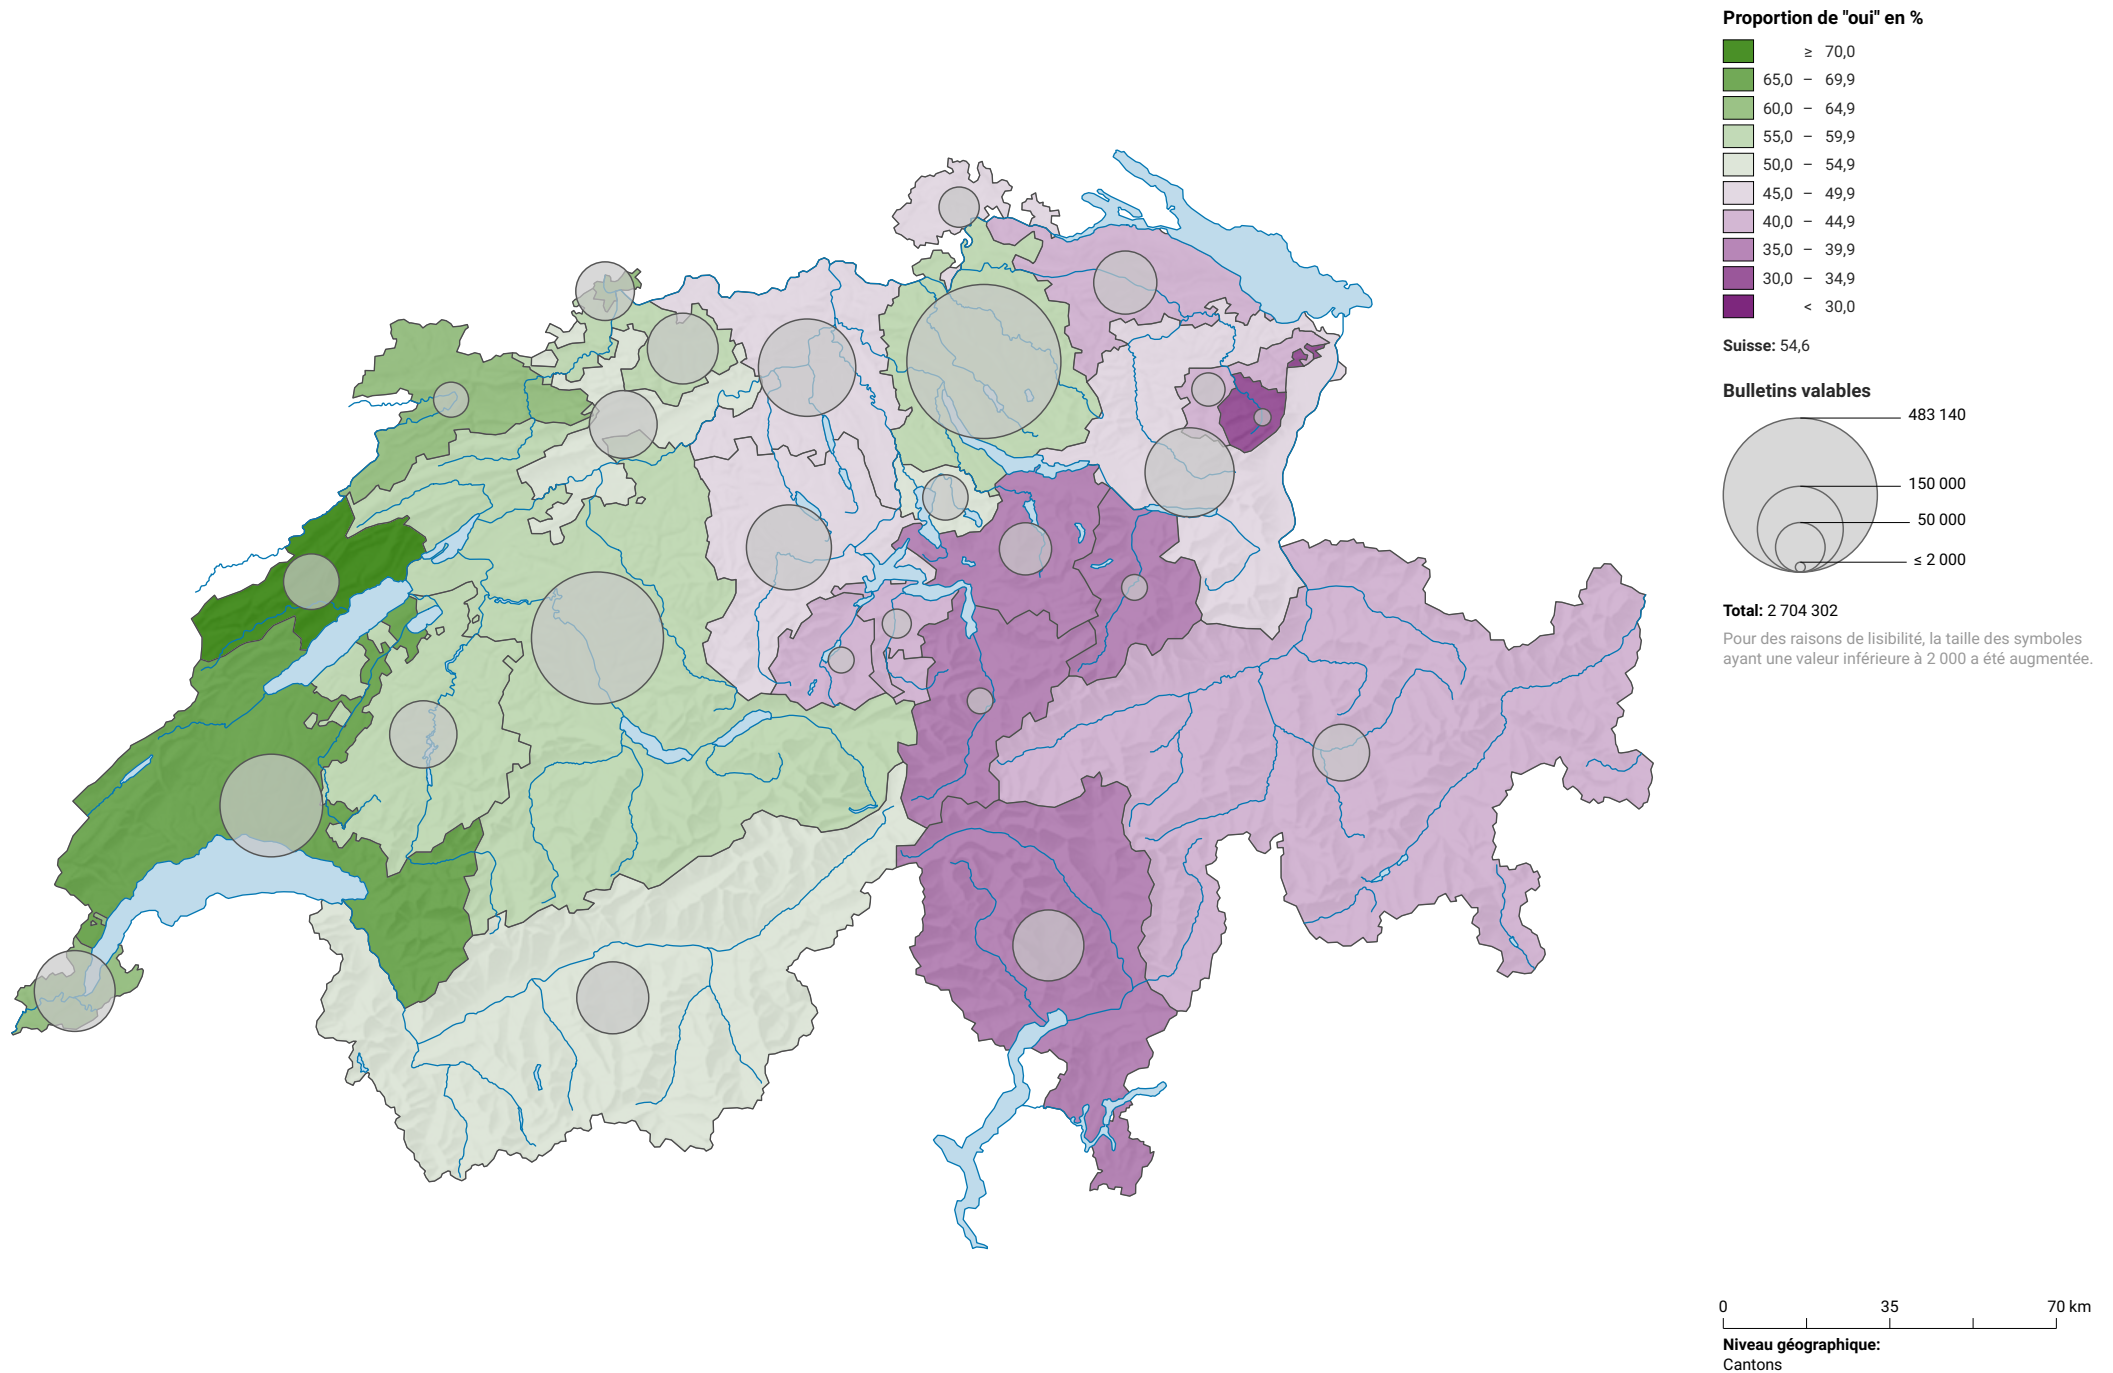 Proportion de "oui" en %
≥ 70,0
65,0 – 69,9
60,0 – 64,9
55,0 – 59,9
50,0 – 54,9
45,0 – 49,9
40,0 – 44,9
35,0 – 39,9
30,0 – 34,9
< 30,0
Suisse: 54,6
Bulletins valables
483 140
150 000
50 000
≤ 2 000
Total: 2 704 302
Pour des raisons de lisibilité, la taille des symboles
ayant une valeur inférieure à 2 000 a été augmentée.
0 35 70 km
Niveau géographique:
Cantons